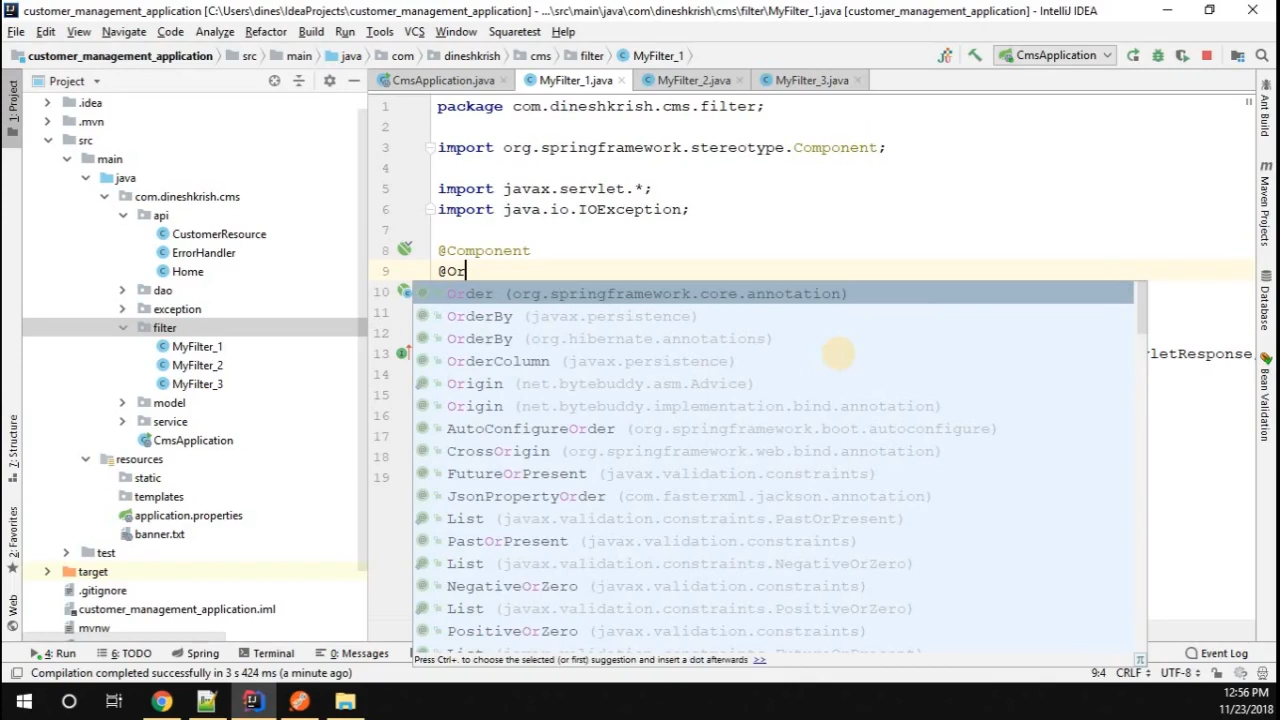 customer_management_application [C:\Users\dines\IdeaProjects\customer_management_application] - ...\src\main\java\com\dineshkrish\cms\filter\MyFilter_1.java [customer_management_application] - IntelliJ IDEA
File Edit View Navigate Code Analyze Refactor Build Run Tools VCS Window Squaretest Help
customer_management_application src main java com dineshkrish cms filter MyFilter_1 CmsApplication
Project
CmsApplication.java MyFilter_1.java MyFilter_2.java MyFilter_3.java
1: Project
7: Structure
2: Favorites
Web
.idea
.mvn
src
main
java
com.dineshkrish.cms
api
CustomerResource
ErrorHandler
Home
dao
exception
filter
MyFilter_1
MyFilter_2
MyFilter_3
model
service
CmsApplication
resources
static
templates
application.properties
banner.txt
test
target
.gitignore
customer_management_application.iml
mvnw
1 package com.dineshkrish.cms.filter;
2
3 import org.springframework.stereotype.Component;
4
5 import javax.servlet.*;
6 import java.io.IOException;
7
8 @Component
9 @Or
10
11
12
13 rletResponse,
14
15
16
17
18
19
Order (org.springframework.core.annotation)
OrderBy (javax.persistence)
OrderBy (org.hibernate.annotations)
OrderColumn (javax.persistence)
Origin (net.bytebuddy.asm.Advice)
Origin (net.bytebuddy.implementation.bind.annotation)
AutoConfigureOrder (org.springframework.boot.autoconfigure)
CrossOrigin (org.springframework.web.bind.annotation)
FutureOrPresent (javax.validation.constraints)
JsonPropertyOrder (com.fasterxml.jackson.annotation)
List (javax.validation.constraints.PastOrPresent)
PastOrPresent (javax.validation.constraints)
List (javax.validation.constraints.NegativeOrZero)
NegativeOrZero (javax.validation.constraints)
List (javax.validation.constraints.PositiveOrZero)
PositiveOrZero (javax.validation.constraints)
List (javax.validation.constraints.FutureOrPresent)
Press Ctrl+. to choose the selected (or first) suggestion and insert a dot afterwards >>
π
Ant Build
Maven Projects
Database
Bean Validation
4: Run 6: TODO Spring Terminal 0: Messages Event Log
Compilation completed successfully in 3 s 424 ms (a minute ago) 9:4 CRLF UTF-8
12:56 PM
11/23/2018